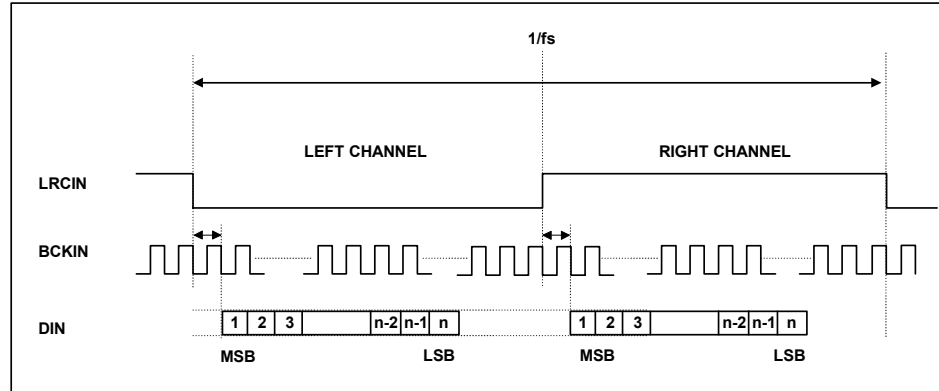 1/fs
LEFT CHANNEL RIGHT CHANNEL
LRCIN
BCKIN
DIN 1 2 3 n-2 n-1 n 1 2 3 n-2 n-1 n
MSB LSB MSB LSB